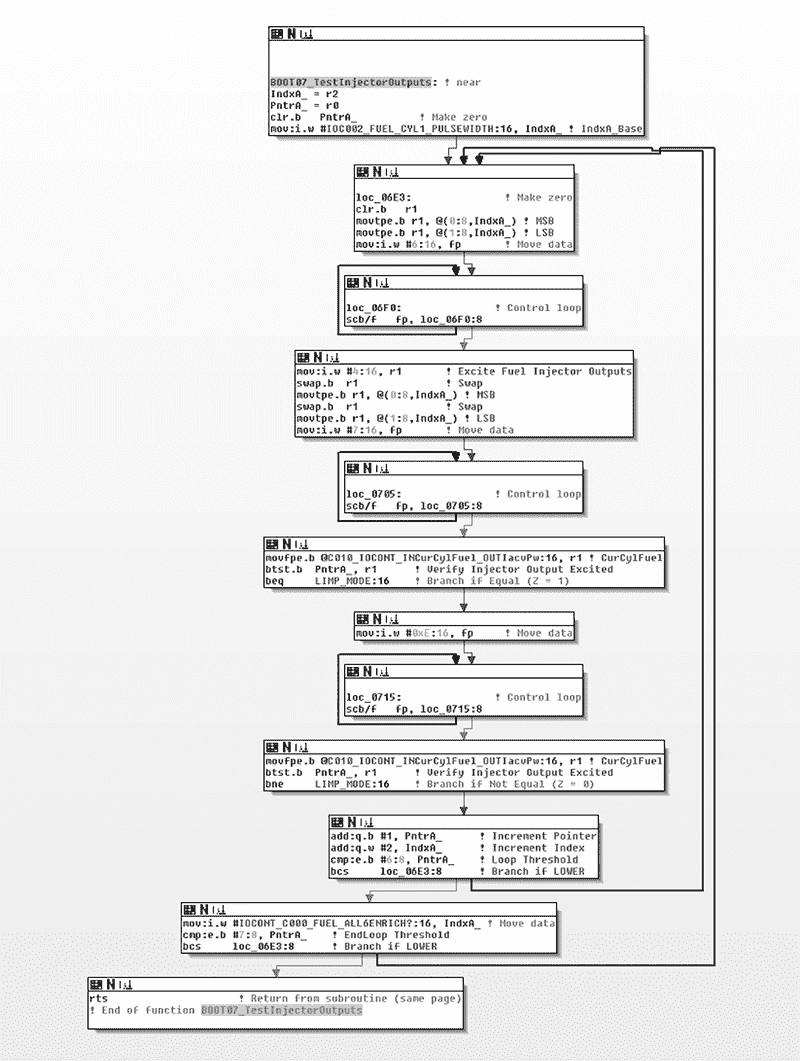 BOOT07_TestInjectorOutputs: ! near
IndxA_ = r2
PntrA_ = r0
clr.b PntrA_ ! Make zero
mov:i.w #IOC002_FUEL_CYL1_PULSEWIDTH:16, IndxA_ ! IndxA_Base
loc_06E3: ! Make zero
clr.b r1
movtpe.b r1, @(0:8,IndxA_) ! MSB
movtpe.b r1, @(1:8,IndxA_) ! LSB
mov:i.w #6:16, fp ! Move data
loc_06F0: ! Control loop
scb/f fp, loc_06F0:8
mov:i.w #4:16, r1 ! Excite Fuel Injector Outputs
swap.b r1 ! Swap
movtpe.b r1, @(0:8,IndxA_) ! MSB
swap.b r1 ! Swap
movtpe.b r1, @(1:8,IndxA_) ! LSB
mov:i.w #7:16, fp ! Move data
loc_0705: ! Control loop
scb/f fp, loc_0705:8
movfpe.b @C010_IOCONT_INCurCylFuel_OUTIacvPw:16, r1 ! CurCylFuel
btst.b PntrA_, r1 ! Verify Injector Output Excited
beq LIMP_MODE:16 ! Branch if Equal (Z = 1)
mov:i.w #0xE:16, fp ! Move data
loc_0715: ! Control loop
scb/f fp, loc_0715:8
movfpe.b @C010_IOCONT_INCurCylFuel_OUTIacvPw:16, r1 ! CurCylFuel
btst.b PntrA_, r1 ! Verify Injector Output Excited
bne LIMP_MODE:16 ! Branch if Not Equal (Z = 0)
add:q.b #1, PntrA_ ! Increment Pointer
add:q.w #2, IndxA_ ! Increment Index
cmp:e.b #6:8, PntrA_ ! Loop Threshold
bcs loc_06E3:8 ! Branch if LOWER
mov:i.w #IOCONT_C000_FUEL_ALL6ENRICH?:16, IndxA_ ! Move data
cmp:e.b #7:8, PntrA_ ! EndLoop Threshold
bcs loc_06E3:8 ! Branch if LOWER
rts ! Return from subroutine (same page)
! End of function BOOT07_TestInjectorOutputs